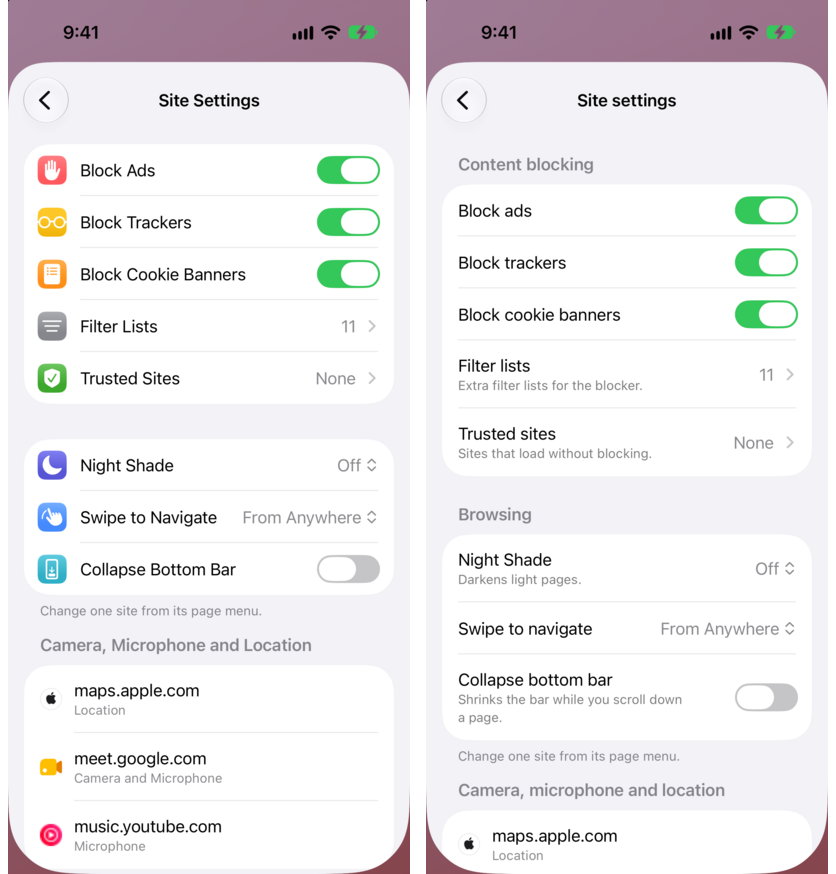 9:41
Site Settings
Block Ads
Block Trackers
Block Cookie Banners
Filter Lists 11
Trusted Sites None
Night Shade Off
Swipe to Navigate From Anywhere
Collapse Bottom Bar
Change one site from its page menu.
Camera, Microphone and Location
maps.apple.com
Location
meet.google.com
Camera and Microphone
music.youtube.com
Microphone
9:41
Site settings
Content blocking
Block ads
Block trackers
Block cookie banners
Filter lists
Extra filter lists for the blocker.
11
Trusted sites
Sites that load without blocking.
None
Browsing
Night Shade
Darkens light pages.
Off
Swipe to navigate From Anywhere
Collapse bottom bar
Shrinks the bar while you scroll down
a page.
Change one site from its page menu.
Camera, microphone and location
maps.apple.com
Location